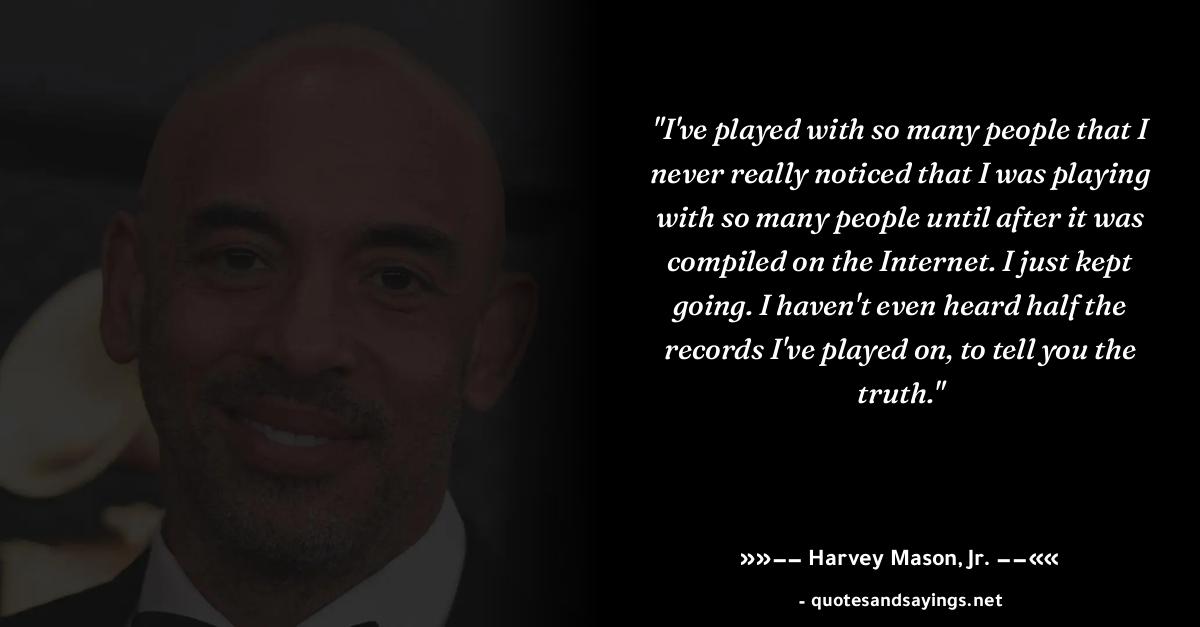 "I've played with so many people that I
never really noticed that I was playing
with so many people until after it was
compiled on the Internet. I just kept
going. I haven't even heard half the
records I've played on, to tell you the
truth."
»»−− Harvey Mason, Jr. −−««
- quotesandsayings.net